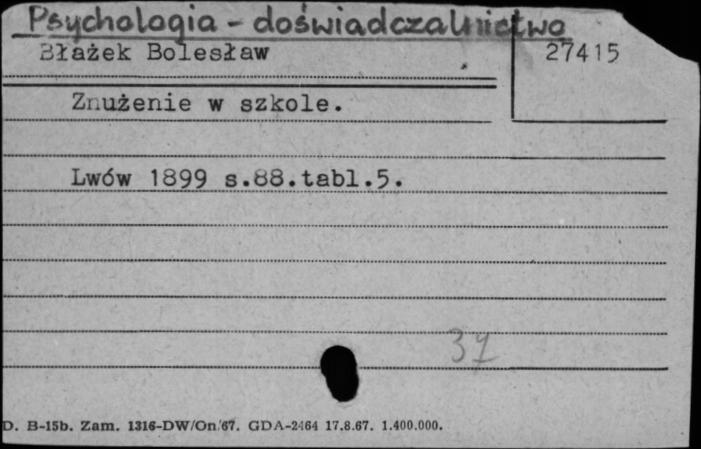 Psychologia - doświadczalnictwo
Błażek Bolesław
27415
Znużenie w szkole.
Lwów 1899 s.88.tabl.5.
37
D. B-15b. Zam. 1316-DW/On/67. GDA-2464 17.8.67. 1.400.000.